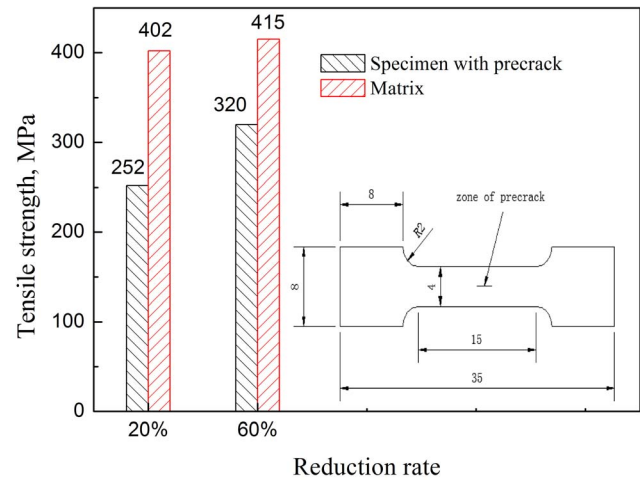 402
415
400
Specimen with precrack
Matrix
320
300
252
8
zone of precrack
200
R2
8
4
100
15
35
0
20%
60%
Tensile strength, MPa
Reduction rate